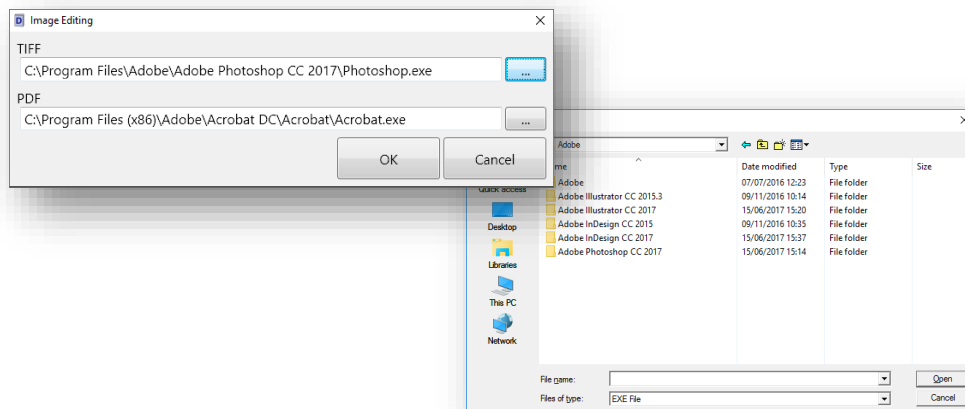 Image Editing
TIFF
C:\Program Files\Adobe\Adobe Photoshop CC 2017\Photoshop.exe
...
PDF
C:\Program Files (x86)\Adobe\Acrobat DC\Acrobat\Acrobat.exe
...
OK
Cancel
Adobe
Date modified
Type
Size
Quick access
Desktop
Libraries
This PC
Network
Adobe 07/07/2016 12:23 File folder
Adobe Illustrator CC 2015.3 09/11/2016 10:14 File folder
Adobe Illustrator CC 2017 15/06/2017 15:20 File folder
Adobe InDesign CC 2015 09/11/2016 10:35 File folder
Adobe InDesign CC 2017 15/06/2017 15:37 File folder
Adobe Photoshop CC 2017 15/06/2017 15:14 File folder
File name:
Open
Files of type:
EXE File
Cancel